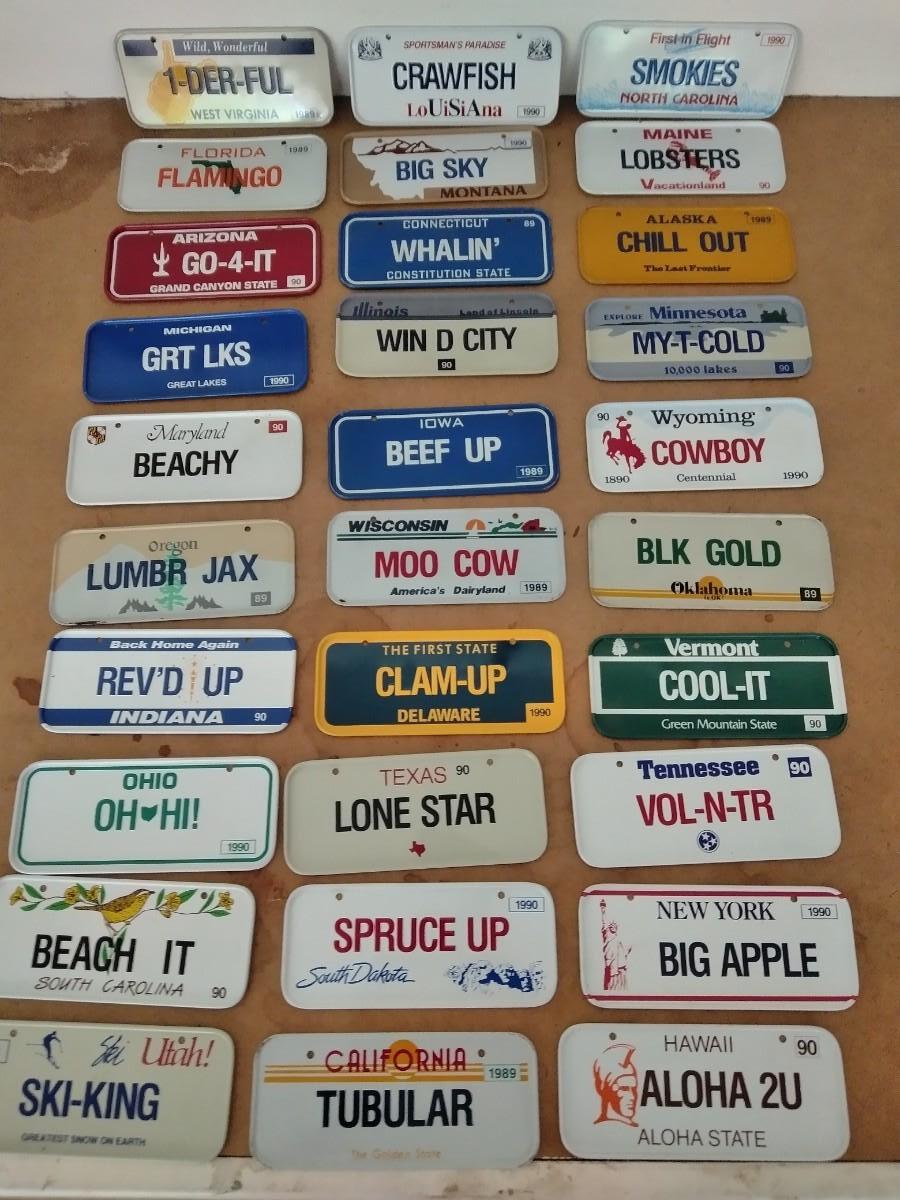 Wild, Wonderful
1-DER-FUL
WEST VIRGINIA 1989
SPORTSMAN'S PARADISE
CRAWFISH
LoUiSiAna 1990
First in Flight 1990
SMOKIES
NORTH CAROLINA
FLORIDA 1989
FLAMINGO
1990
BIG SKY
MONTANA
MAINE
LOBSTERS
Vacationland 90
ARIZONA
GO-4-IT
GRAND CANYON STATE 90
CONNECTICUT 89
WHALIN'
CONSTITUTION STATE
ALASKA 1989
CHILL OUT
The Last Frontier
MICHIGAN
GRT LKS
GREAT LAKES 1990
Illinois Land of Lincoln
WIN D CITY
90
EXPLORE Minnesota
MY-T-COLD
10,000 lakes 90
Maryland 90
BEACHY
IOWA
BEEF UP
1989
90 Wyoming
COWBOY
1890 Centennial 1990
Oregon
LUMBR JAX
89
WISCONSIN
MOO COW
America's Dairyland 1989
BLK GOLD
Oklahoma
is OK!
89
Back Home Again
REV'D UP
INDIANA 90
THE FIRST STATE
CLAM-UP
DELAWARE 1990
Vermont
COOL-IT
Green Mountain State 90
OHIO
OH HI!
1990
TEXAS 90
LONE STAR
Tennessee 90
VOL-N-TR
BEACH IT
SOUTH CAROLINA 90
1990
SPRUCE UP
South Dakota
NEW YORK 1990
BIG APPLE
Ski Utah!
SKI-KING
GREATEST SNOW ON EARTH
CALIFORNIA 1989
TUBULAR
The Golden State
HAWAII 90
ALOHA 2U
ALOHA STATE